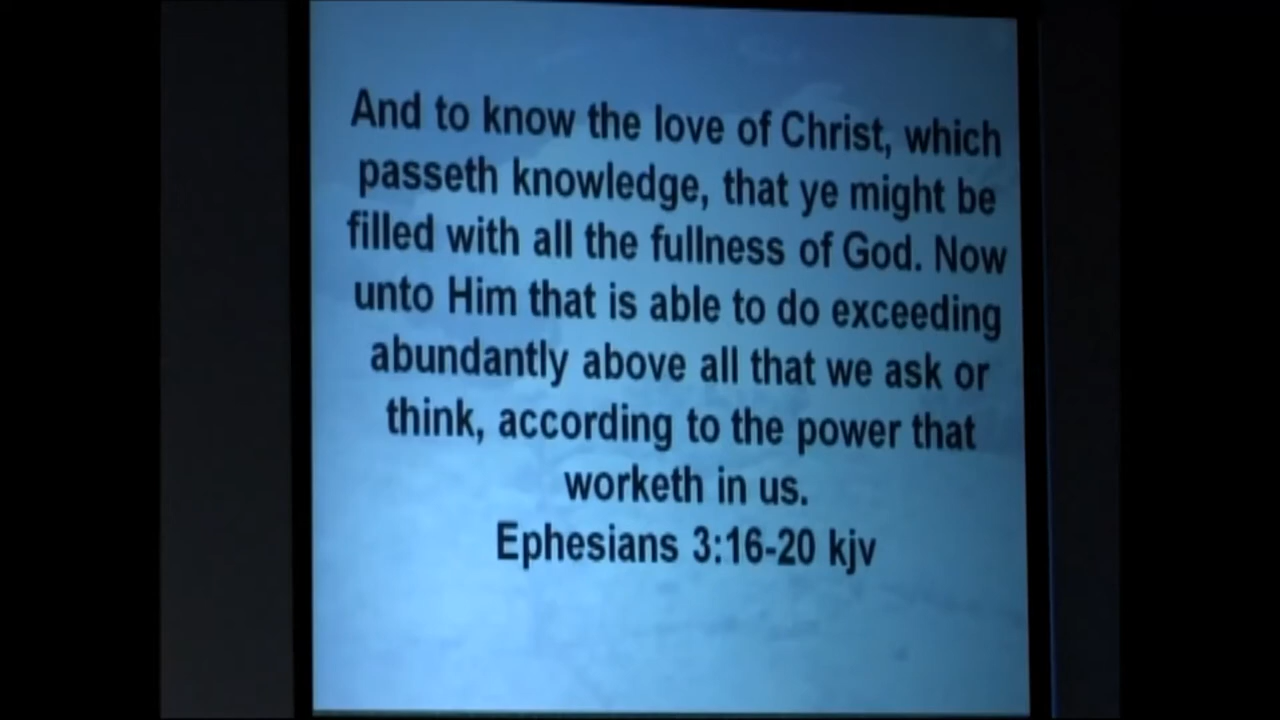 And to know the love of Christ, which
passeth knowledge, that ye might be
filled with all the fullness of God. Now
unto Him that is able to do exceeding
abundantly above all that we ask or
think, according to the power that
worketh in us.
Ephesians 3:16-20 kjv